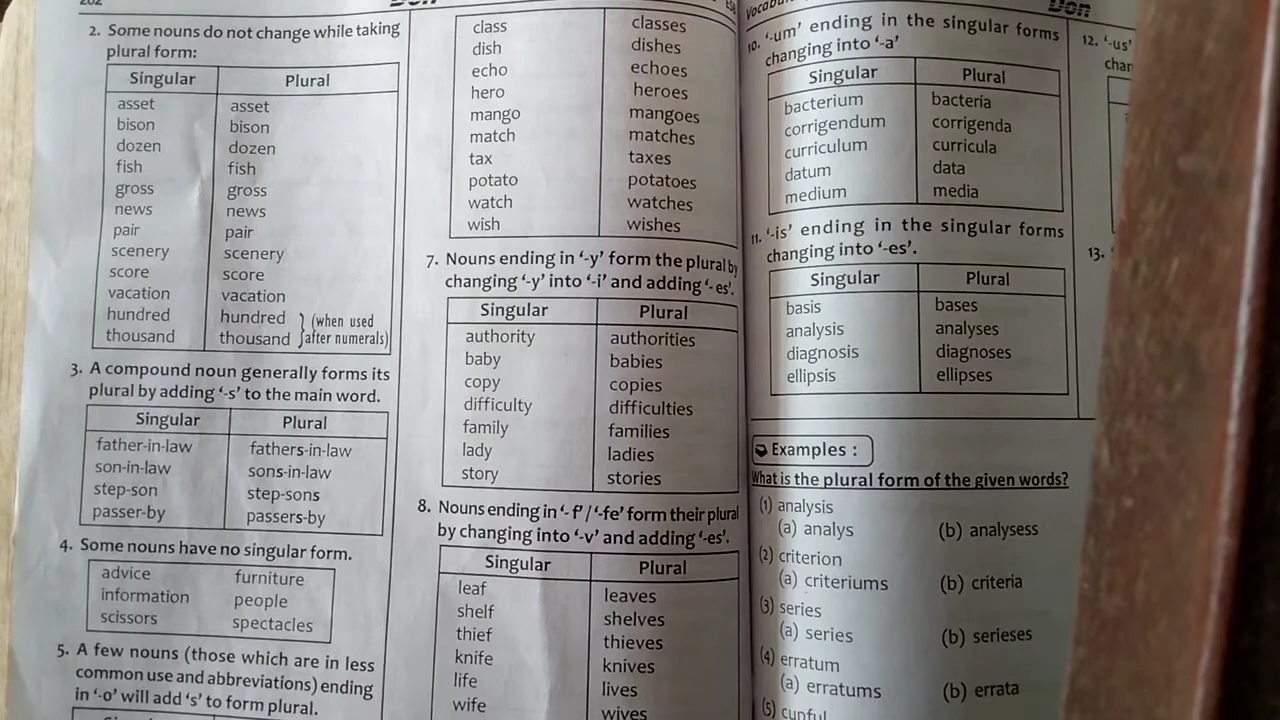 202
2. Some nouns do not change while taking
plural form:
Singular Plural
asset asset
bison bison
dozen dozen
fish fish
gross gross
news news
pair pair
scenery scenery
score score
vacation vacation
hundred hundred (when used
thousand thousand after numerals)
3. A compound noun generally forms its
plural by adding ‘-s’ to the main word.
Singular Plural
father-in-law fathers-in-law
son-in-law sons-in-law
step-son step-sons
passer-by passers-by
4. Some nouns have no singular form.
advice furniture
information people
scissors spectacles
5. A few nouns (those which are in less
common use and abbreviations) ending
in ‘-o’ will add ‘s’ to form plural.
Don
class classes
dish dishes
echo echoes
hero heroes
mango mangoes
match matches
tax taxes
potato potatoes
watch watches
wish wishes
7. Nouns ending in ‘-y’ form the plural by
changing ‘-y’ into ‘-i’ and adding ‘- es’.
Singular Plural
authority authorities
baby babies
copy copies
difficulty difficulties
family families
lady ladies
story stories
8. Nouns ending in ‘- f’ / ‘-fe’ form their plural
by changing into ‘-v’ and adding ‘-es’.
Singular Plural
leaf leaves
shelf shelves
thief thieves
knife knives
life lives
wife wives
Don
10. ‘-um’ ending in the singular forms
changing into ‘-a’
Singular Plural
bacterium bacteria
corrigendum corrigenda
curriculum curricula
datum data
medium media
11. ‘-is’ ending in the singular forms
changing into ‘-es’.
Singular Plural
basis bases
analysis analyses
diagnosis diagnoses
ellipsis ellipses
Examples :
What is the plural form of the given words?
(1) analysis
(a) analys (b) analysess
(2) criterion
(a) criteriums (b) criteria
(3) series
(a) series (b) serieses
(4) erratum
(a) erratums (b) errata
(5) cupful
12. ‘-us’
13.